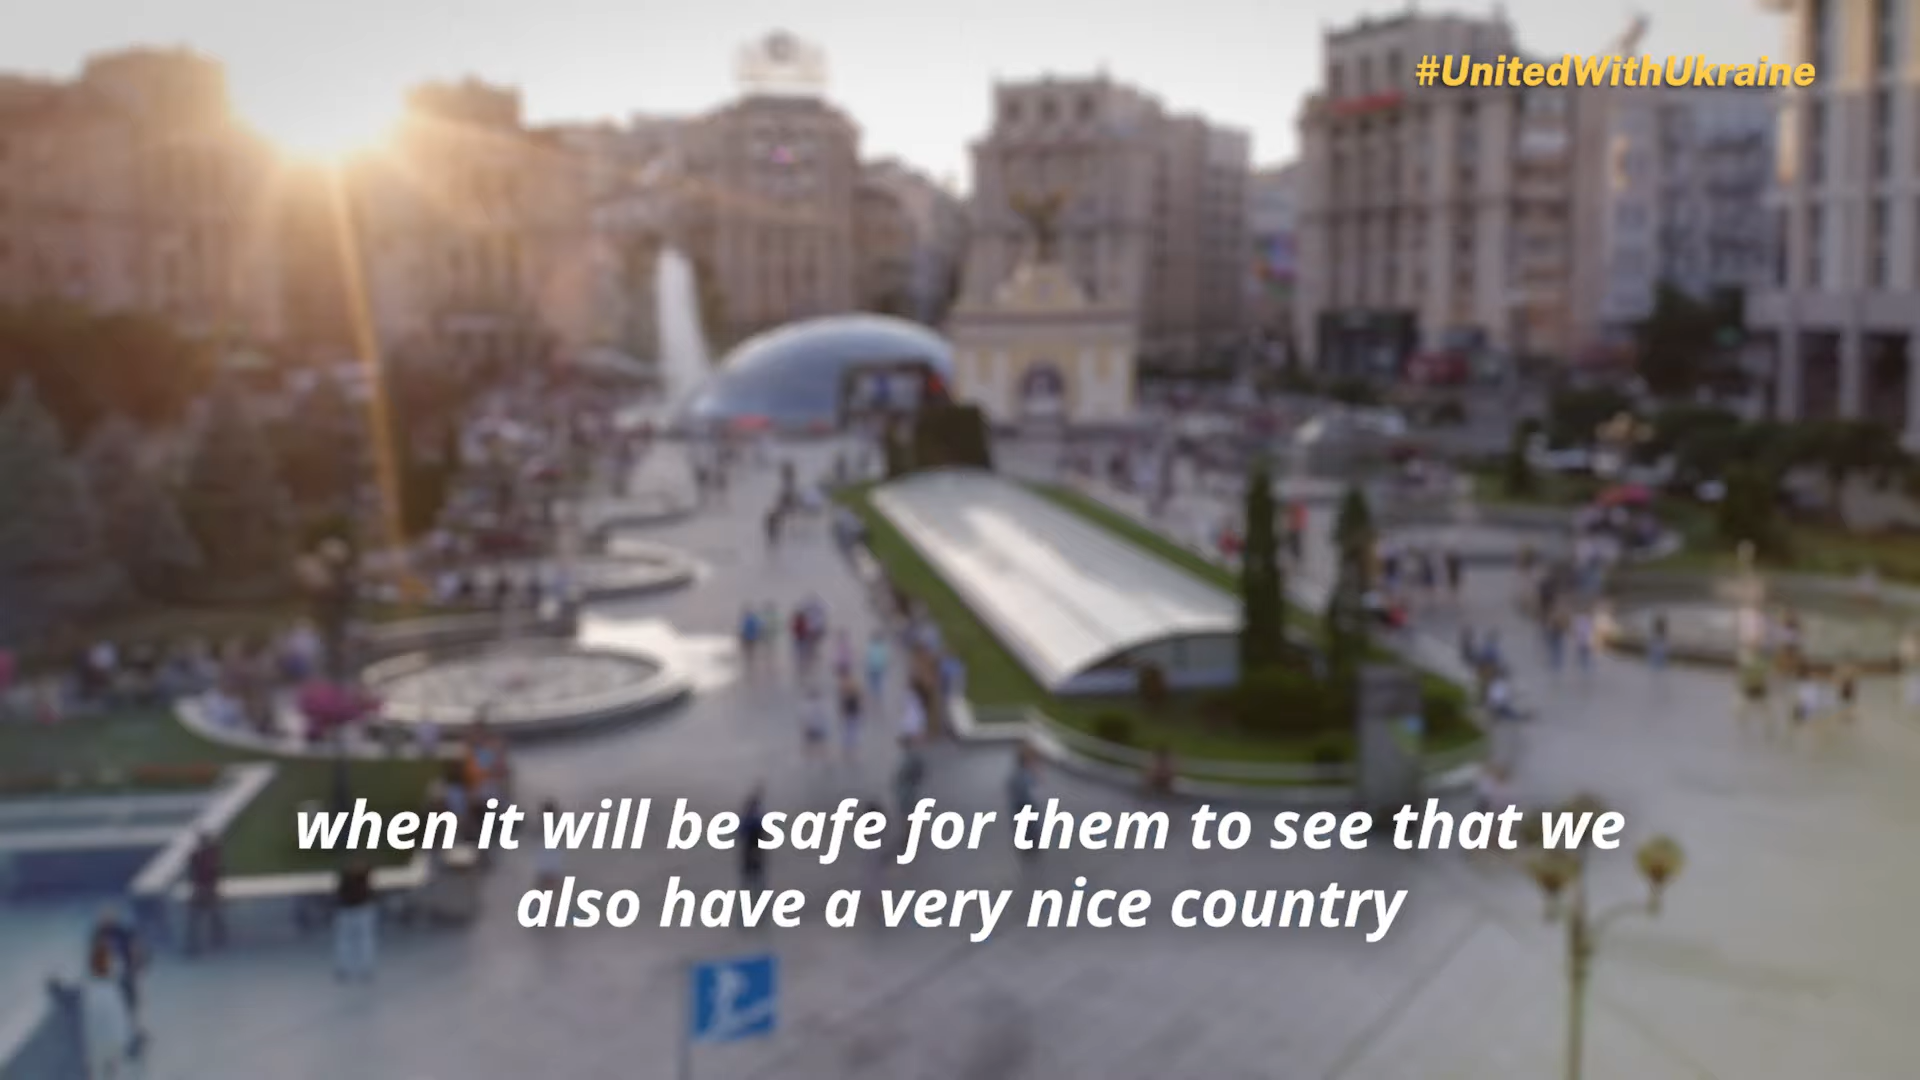 #UnitedWithUkraine
when it will be safe for them to see that we
also have a very nice country